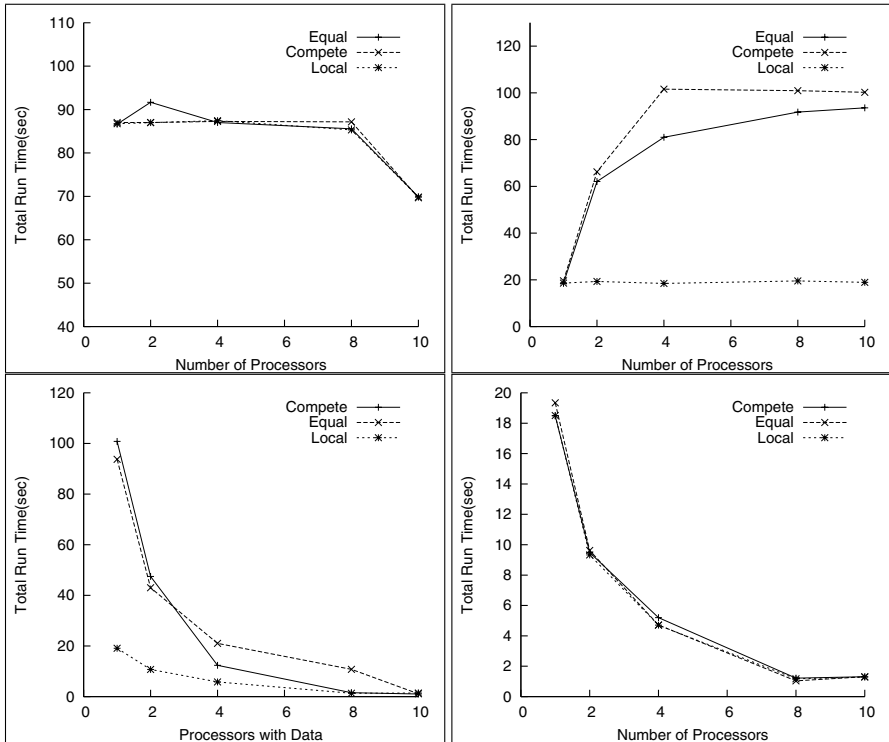 110
100
90
80
70
60
50
40
0 2 4 6 8 10
Total Run Time(sec)
Number of Processors
Equal
Compete
Local
120
100
80
60
40
20
0
0 2 4 6 8 10
Total Run Time(sec)
Number of Processors
Equal
Compete
Local
120
100
80
60
40
20
0
0 2 4 6 8 10
Total Run Time(sec)
Processors with Data
Compete
Equal
Local
20
18
16
14
12
10
8
6
4
2
0
0 2 4 6 8 10
Total Run Time(sec)
Number of Processors
Compete
Equal
Local